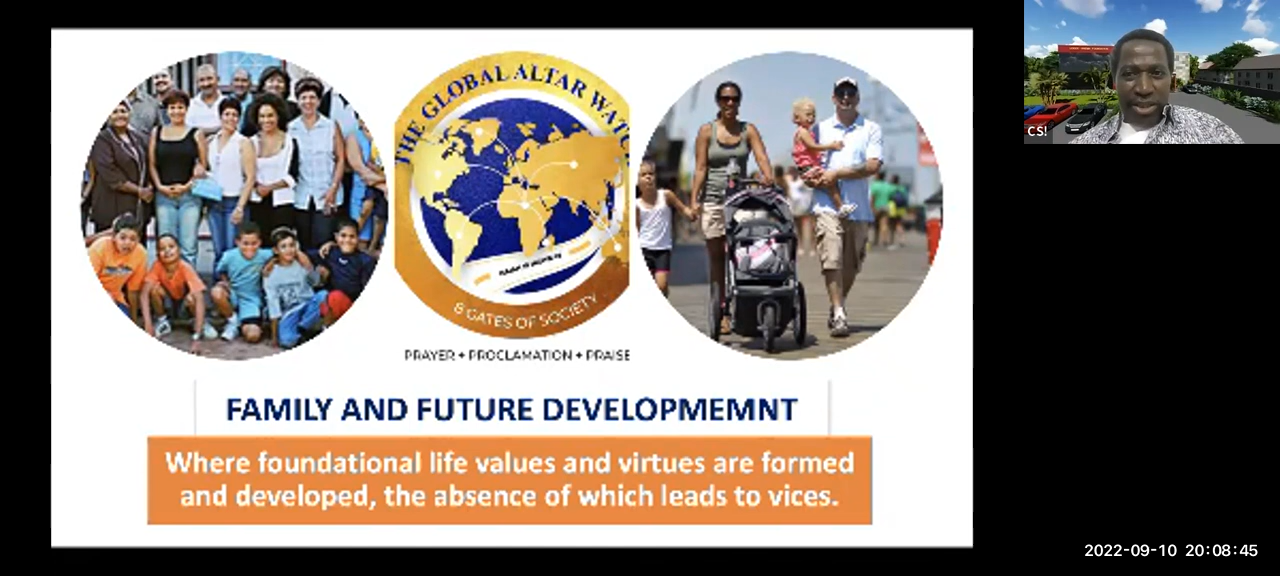 THE GLOBAL ALTAR WATCH
8 GATES OF SOCIETY
PRAYER + PROCLAMATION + PRAISE
FAMILY AND FUTURE DEVELOPMEMNT
Where foundational life values and virtues are formed
and developed, the absence of which leads to vices.
CS!
2022-09-10 20:08:45